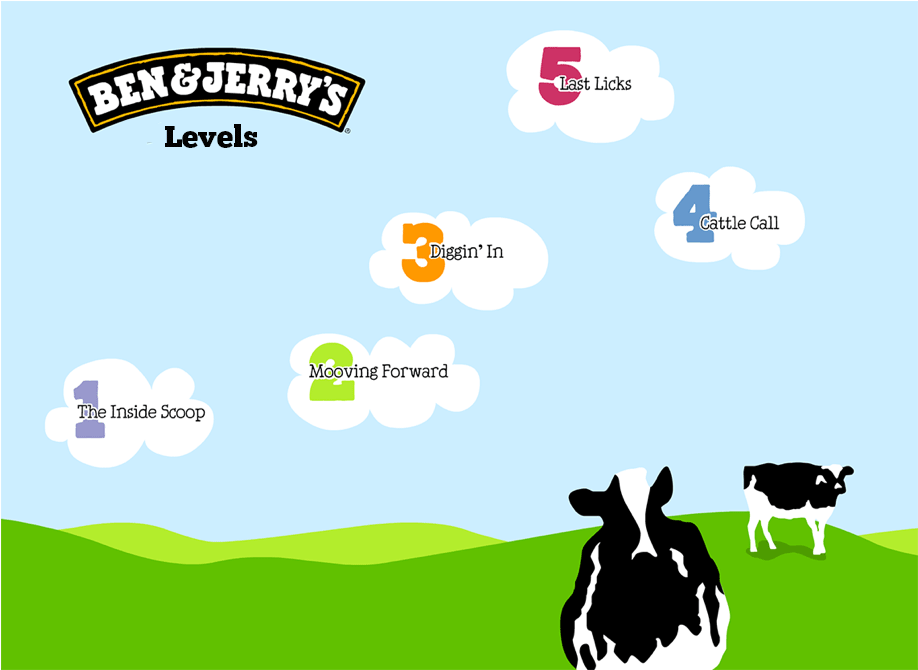 BEN & JERRY'S ®
Levels
5
Last Licks
4
Cattle Call
3
Diggin' In
2
Mooving Forward
1
The Inside Scoop